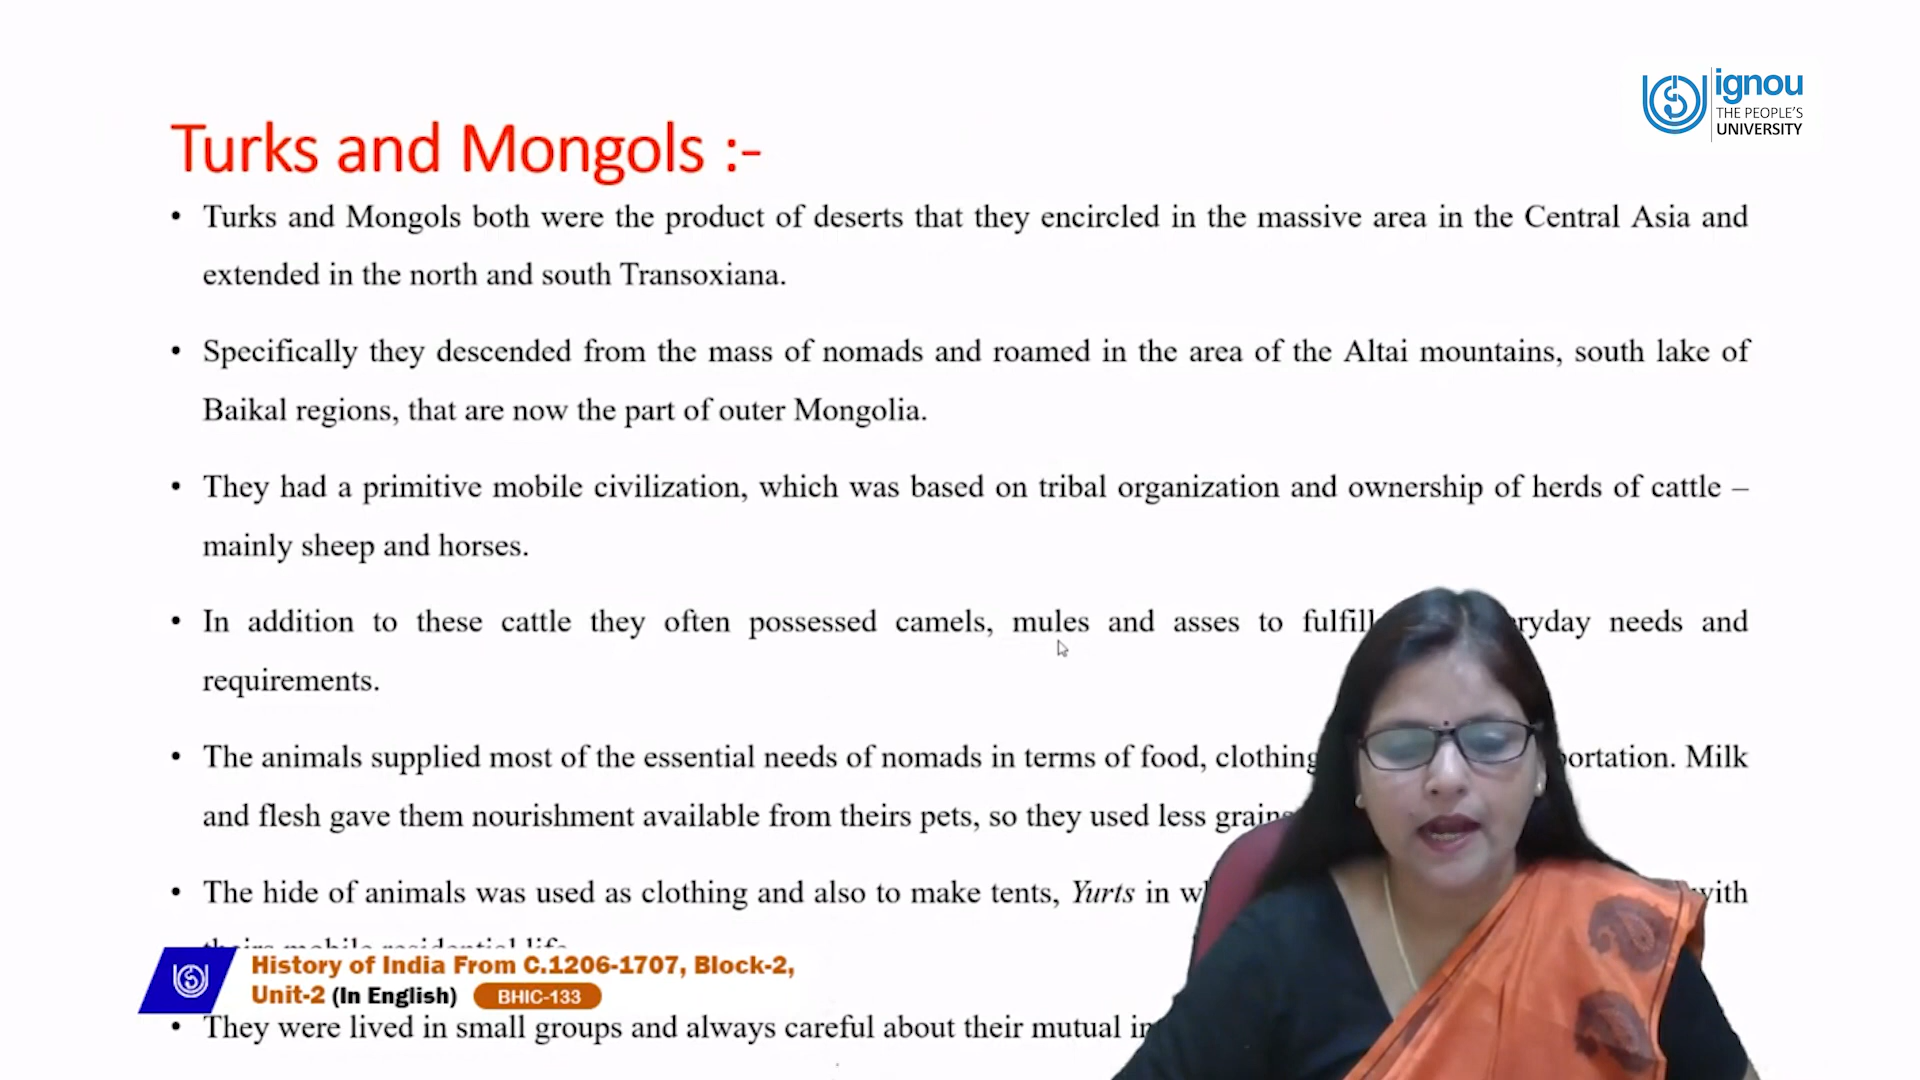 ignou
THE PEOPLE'S
UNIVERSITY
Turks and Mongols :-
• Turks and Mongols both were the product of deserts that they encircled in the massive area in the Central Asia and
extended in the north and south Transoxiana.
• Specifically they descended from the mass of nomads and roamed in the area of the Altai mountains, south lake of
Baikal regions, that are now the part of outer Mongolia.
• They had a primitive mobile civilization, which was based on tribal organization and ownership of herds of cattle –
mainly sheep and horses.
• In addition to these cattle they often possessed camels, mules and asses to fulfill needs and
requirements.
• The animals supplied most of the essential needs of nomads in terms of food, clothing Milk
and flesh gave them nourishment available from theirs pets, so they used less grains
• The hide of animals was used as clothing and also to make tents, Yurts in with
theirs mobile residential life
History of India From C.1206-1707, Block-2,
Unit-2 (In English) BHIC-133
• They were lived in small groups and always careful about their mutual